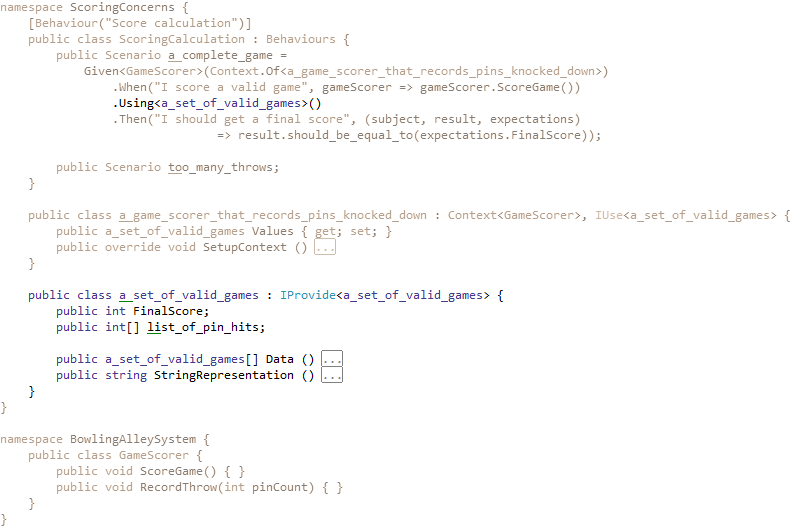 namespace ScoringConcerns {
    [Behaviour("Score calculation")]
    public class ScoringCalculation : Behaviours {
        public Scenario a_complete_game =
            Given<GameScorer>(Context.Of<a_game_scorer_that_records_pins_knocked_down>)
                .When("I score a valid game", gameScorer => gameScorer.ScoreGame())
                .Using<a_set_of_valid_games>()
                .Then("I should get a final score", (subject, result, expectations)
                               => result.should_be_equal_to(expectations.FinalScore));

        public Scenario too_many_throws;
    }

    public class a_game_scorer_that_records_pins_knocked_down : Context<GameScorer>, IUse<a_set_of_valid_games> {
        public a_set_of_valid_games Values { get; set; }
        public override void SetupContext () ...
    }

    public class a_set_of_valid_games : IProvide<a_set_of_valid_games> {
        public int FinalScore;
        public int[] list_of_pin_hits;

        public a_set_of_valid_games[] Data () ...
        public string StringRepresentation () ...
    }
}

namespace BowlingAlleySystem {
    public class GameScorer {
        public void ScoreGame() { }
        public void RecordThrow(int pinCount) { }
    }
}